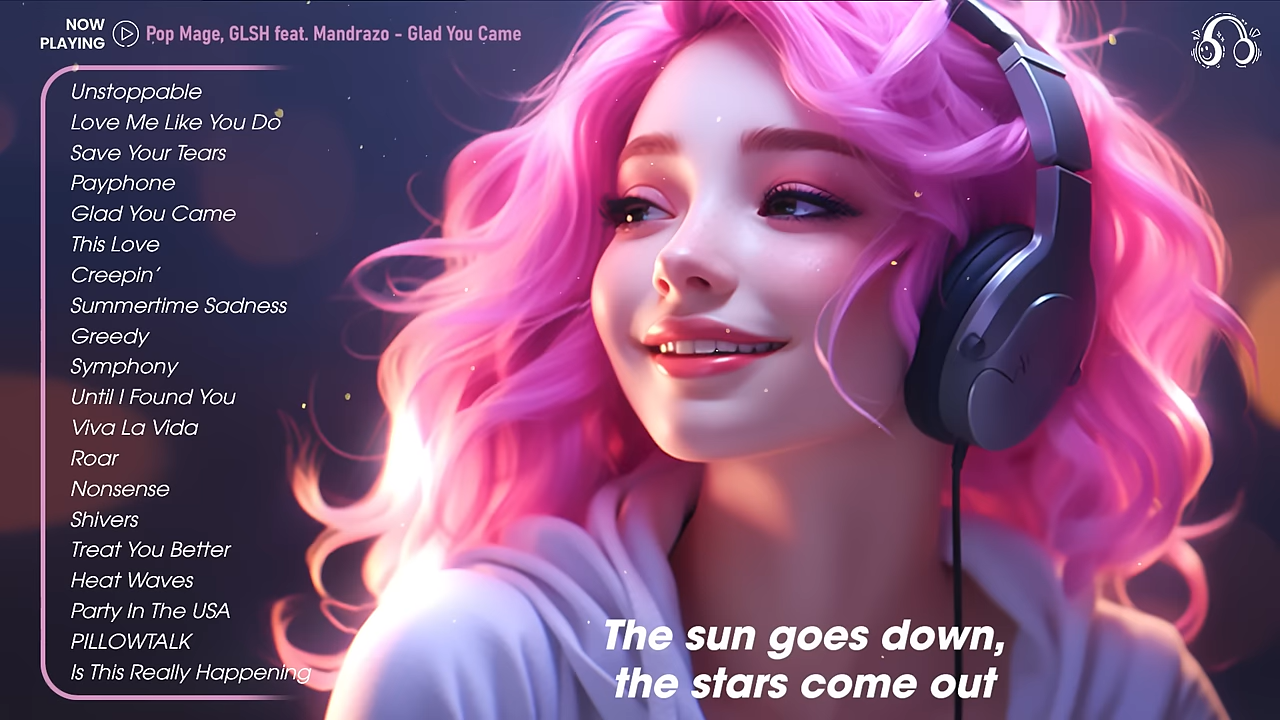 NOW
PLAYING
Pop Mage, GLSH feat. Mandrazo - Glad You Came
Unstoppable
Love Me Like You Do
Save Your Tears
Payphone
Glad You Came
This Love
Creepin’
Summertime Sadness
Greedy
Symphony
Until I Found You
Viva La Vida
Roar
Nonsense
Shivers
Treat You Better
Heat Waves
Party In The USA
PILLOWTALK
Is This Really Happening
The sun goes down,
the stars come out